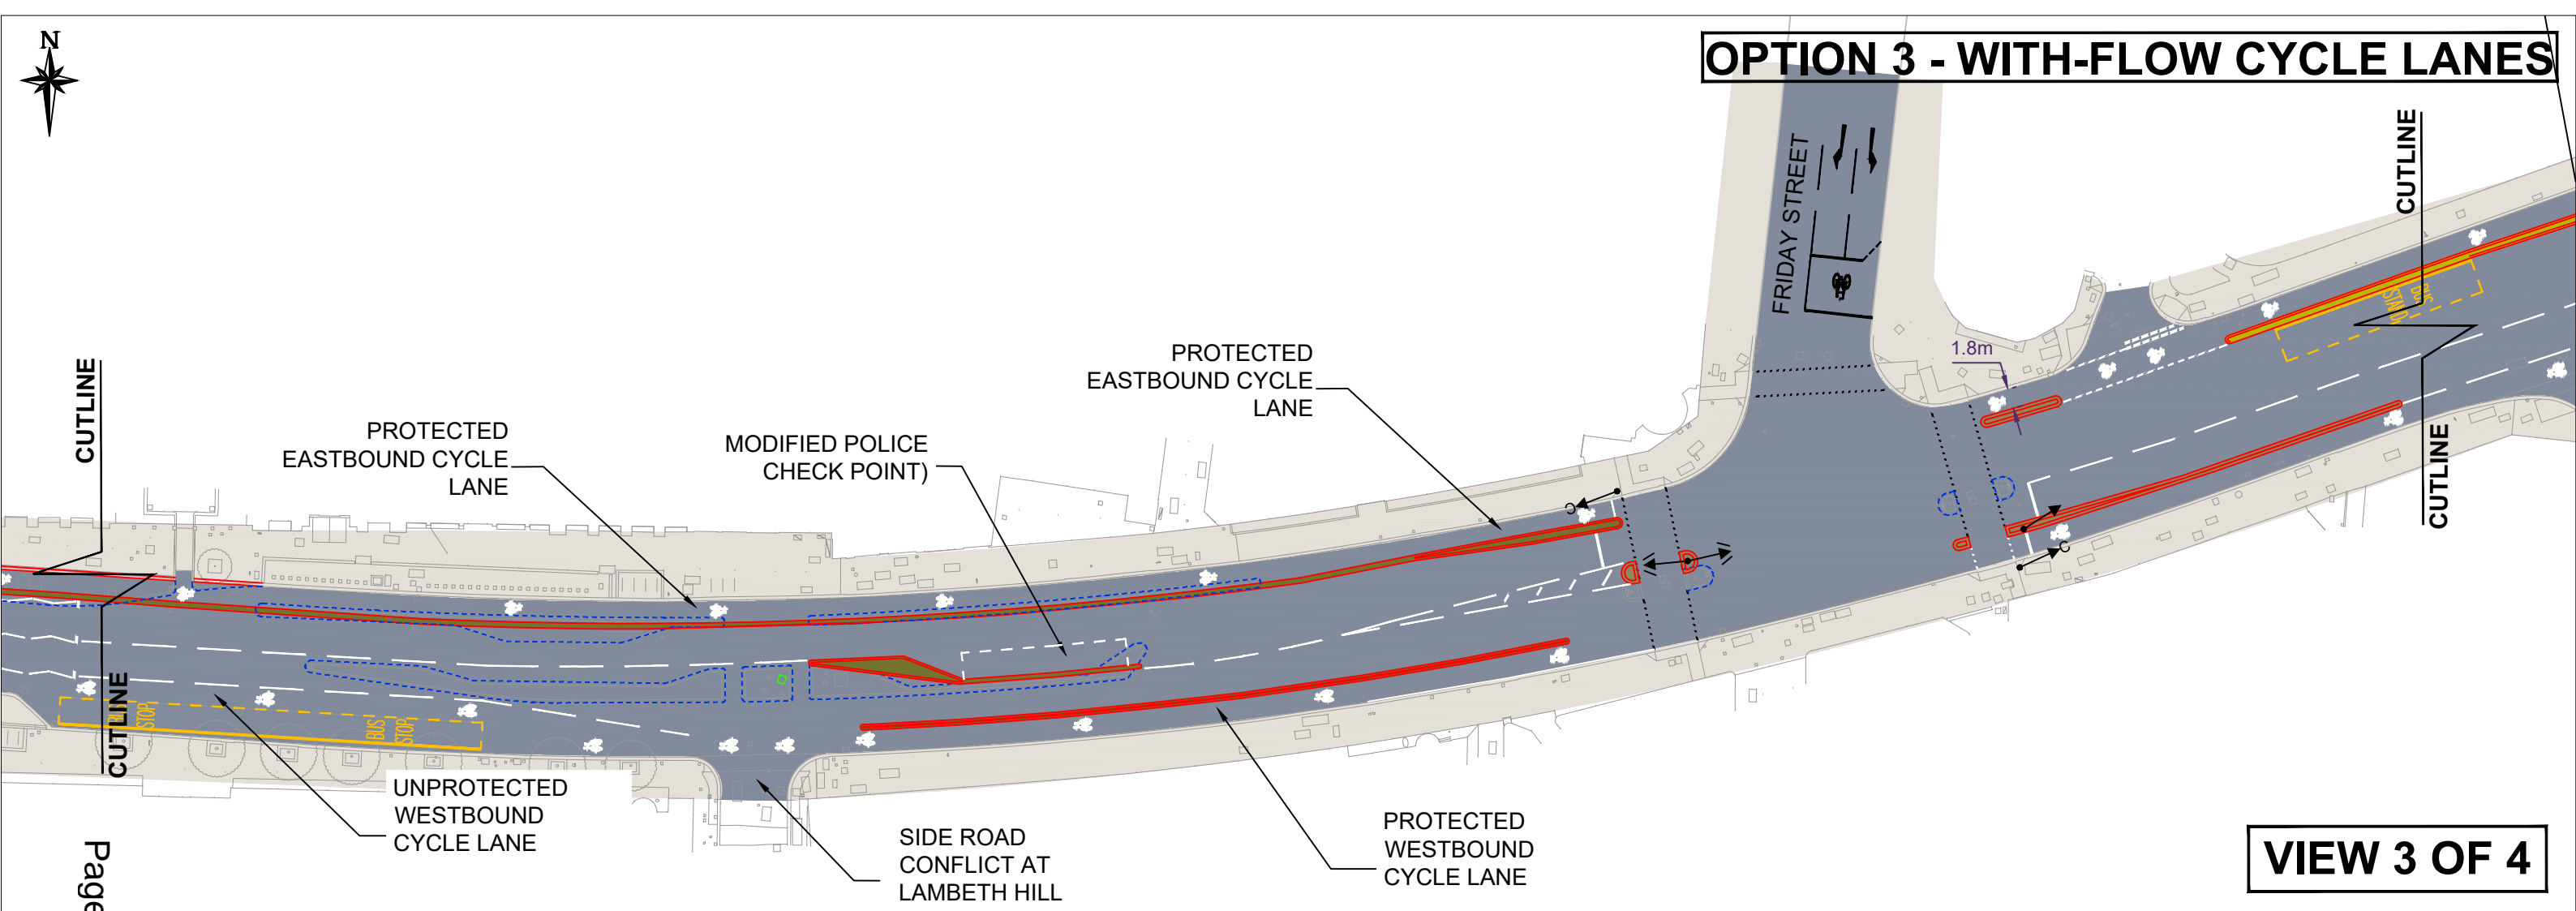 N
OPTION 3 - WITH-FLOW CYCLE LANES
CUTLINE
CUTLINE
FRIDAY STREET
1.8m
BUS
STAND
PROTECTED
EASTBOUND CYCLE
LANE
PROTECTED
EASTBOUND CYCLE
LANE
MODIFIED POLICE
CHECK POINT)
CUTLINE
CUTLINE
STOP
BUS
STOP
UNPROTECTED
WESTBOUND
CYCLE LANE
SIDE ROAD
CONFLICT AT
LAMBETH HILL
PROTECTED
WESTBOUND
CYCLE LANE
VIEW 3 OF 4
Page